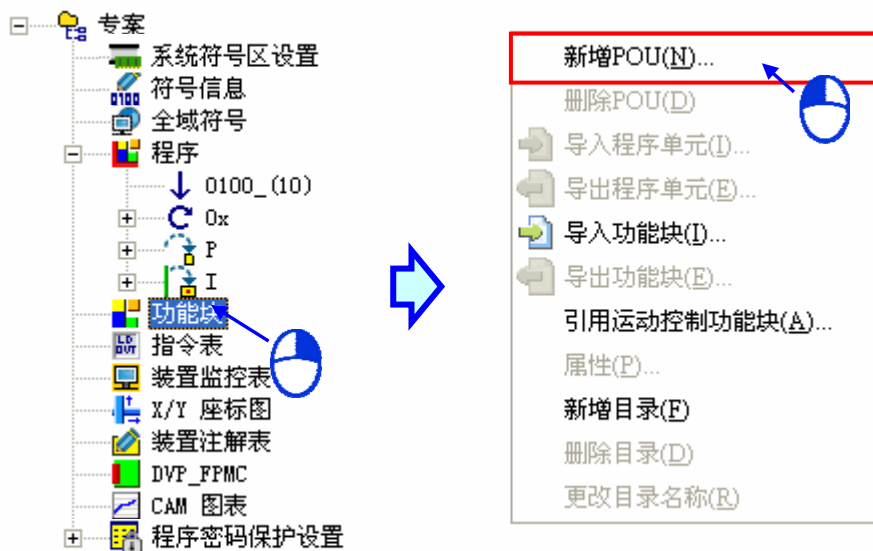 专案
系统符号区设置
符号信息
全域符号
程序
O100_(10)
Ox
P
I
功能块
指令表
装置监控表
X/Y 座标图
装置注解表
DVP_FPMC
CAM 图表
程序密码保护设置
新增POU(N)...
删除POU(D)
导入程序单元(I)...
导出程序单元(E)...
导入功能块(I)...
导出功能块(E)...
引用运动控制功能块(A)...
属性(P)...
新增目录(F)
删除目录(D)
更改目录名称(R)